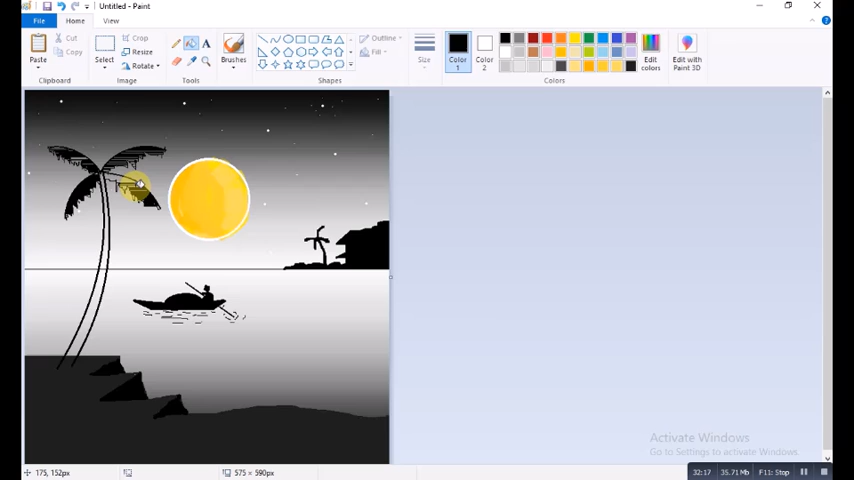 Untitled - Paint
File Home View
Cut Crop Outline
Copy Resize Fill
Paste Select Rotate Brushes Size Color 1 Color 2 Edit colors Edit with Paint 3D
Clipboard Image Tools Shapes Colors
Activate Windows
Go to Settings to activate Windows.
175, 152px 575 × 590px 32:17 35.71 Mb F11: Stop